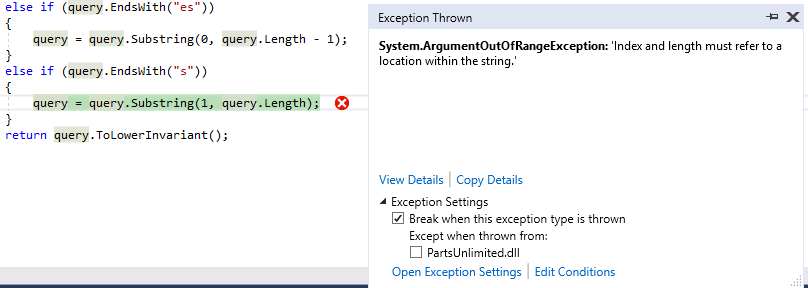 else if (query.EndsWith("es"))
{
query = query.Substring(0, query.Length - 1);
}
else if (query.EndsWith("s"))
{
query = query.Substring(1, query.Length);
}
return query.ToLowerInvariant();
Exception Thrown
System.ArgumentOutOfRangeException: 'Index and length must refer to a
location within the string.'
View Details | Copy Details
Exception Settings
Break when this exception type is thrown
Except when thrown from:
PartsUnlimited.dll
Open Exception Settings | Edit Conditions